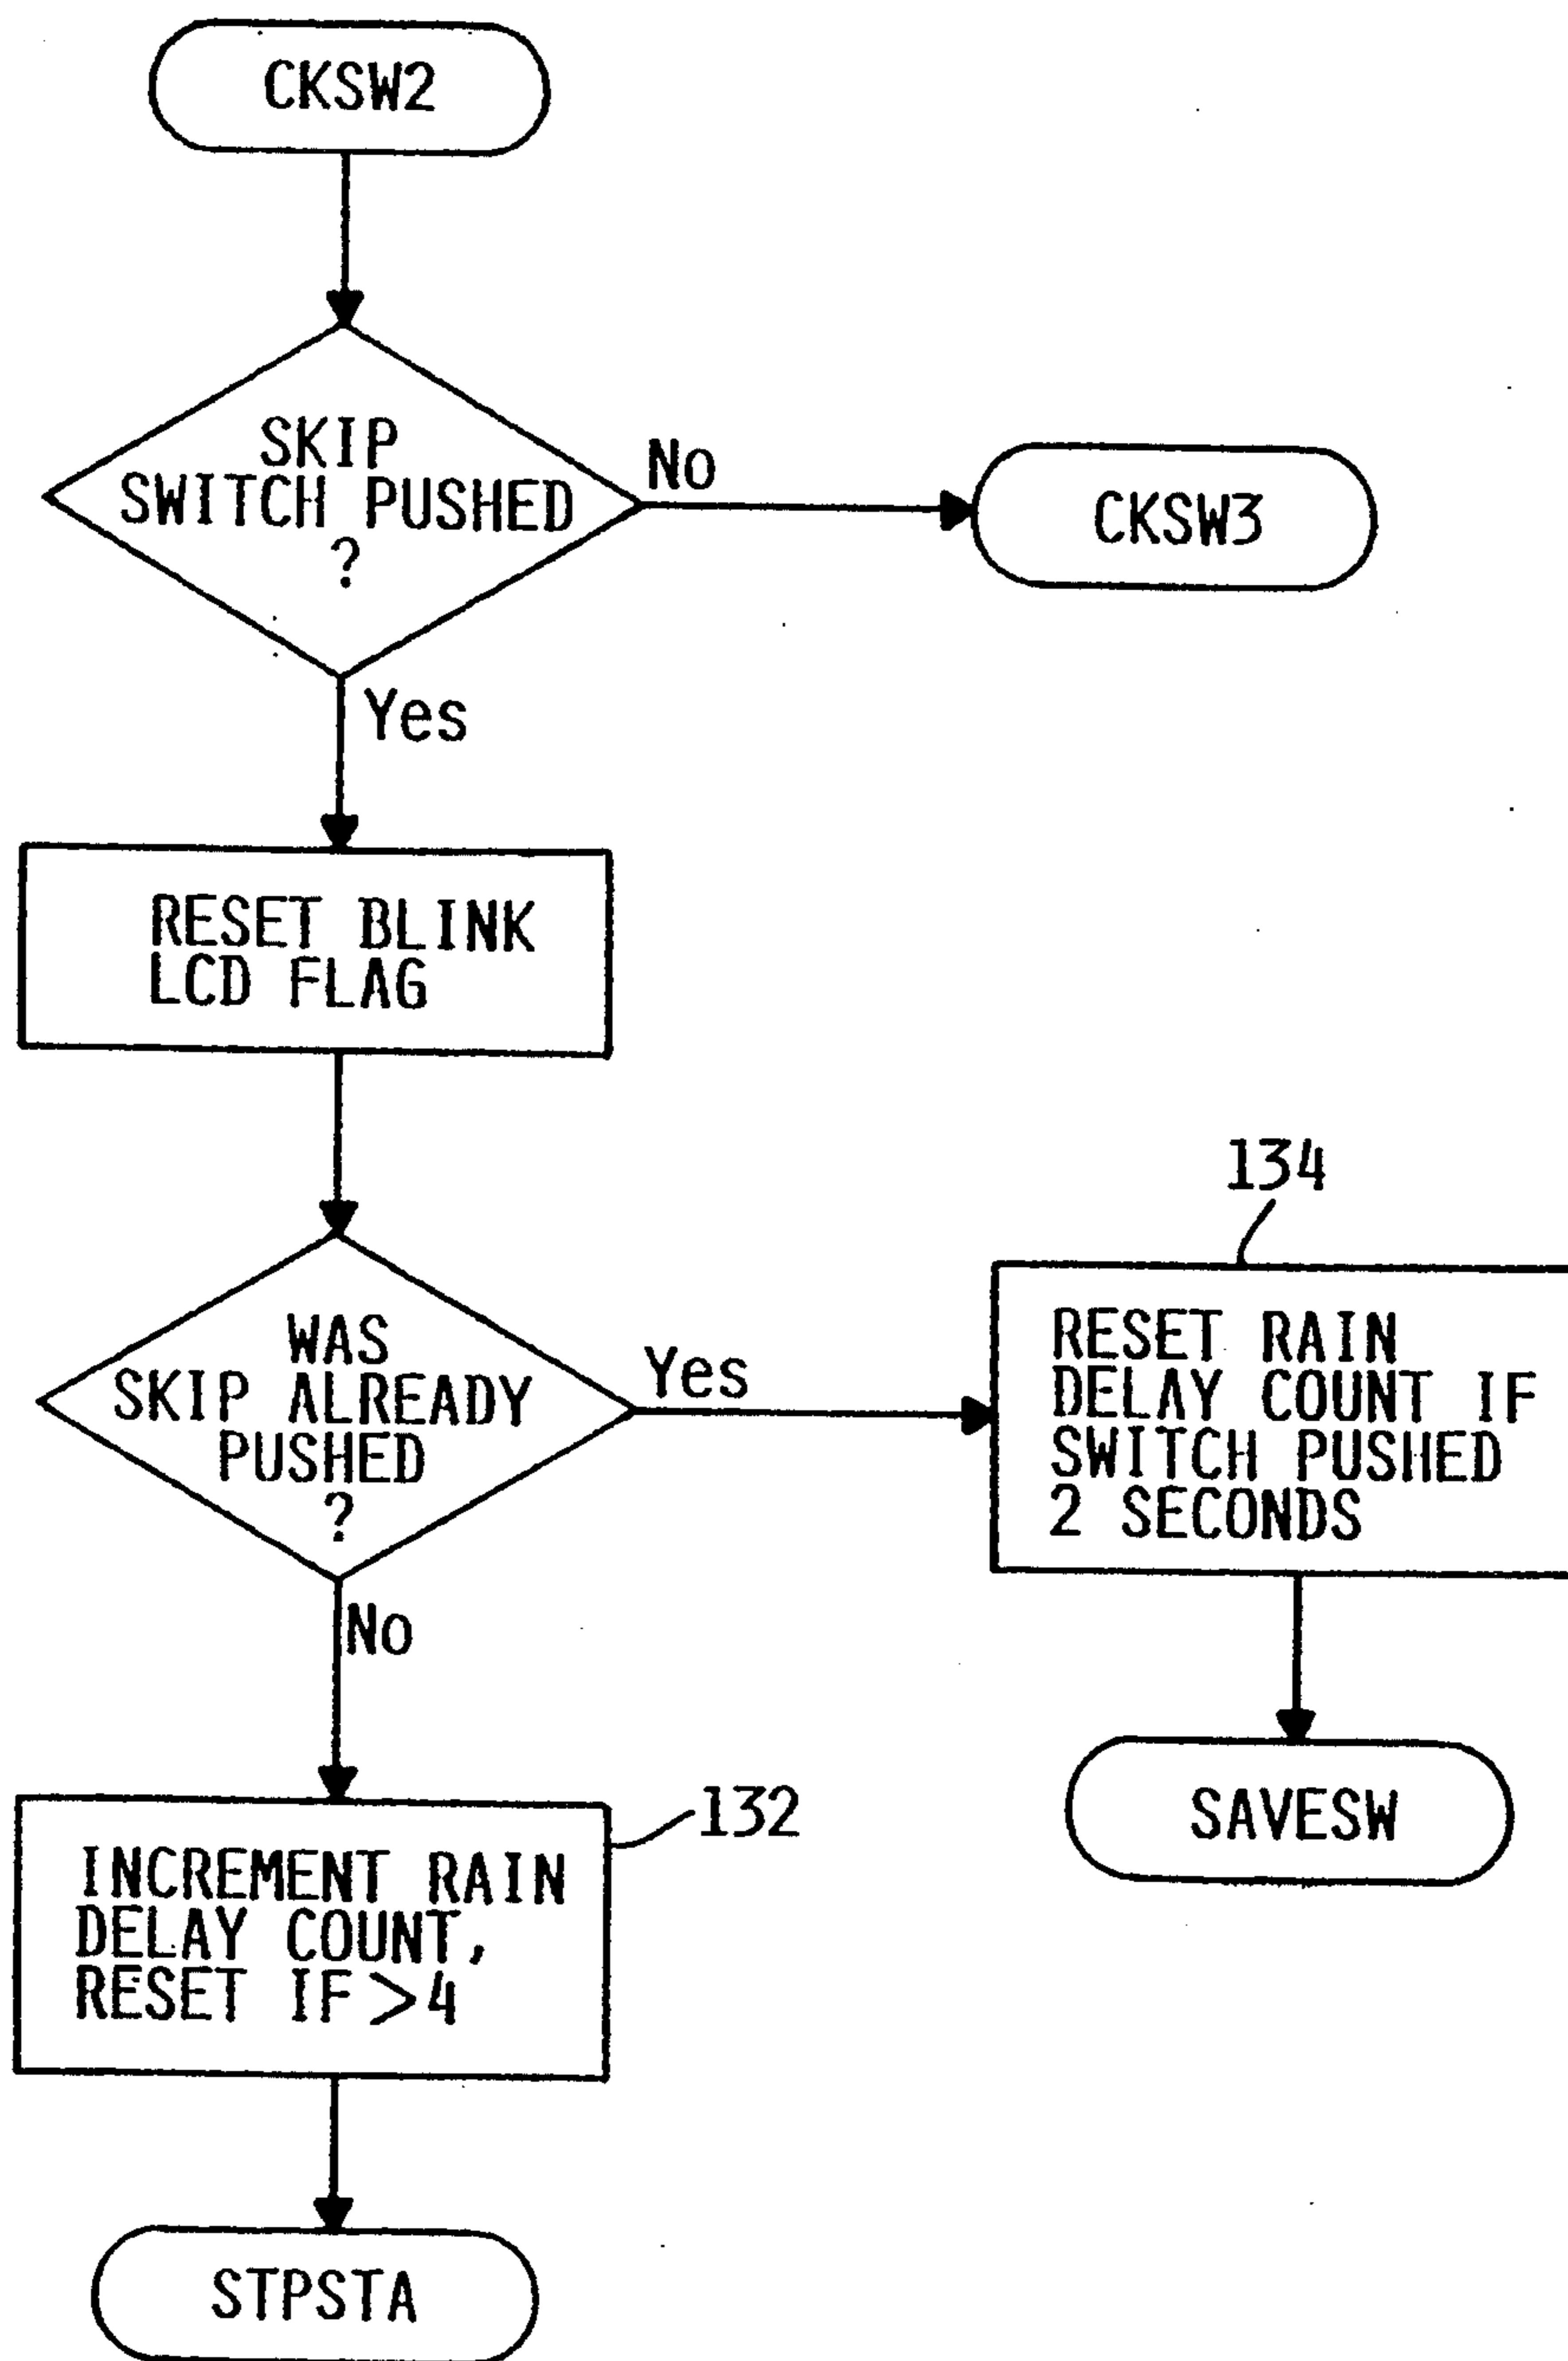 CKSW2
SKIP
SWITCH PUSHED
?
No
CKSW3
Yes
RESET BLINK
LCD FLAG
134
WAS
SKIP ALREADY
PUSHED
?
Yes
RESET RAIN
DELAY COUNT IF
SWITCH PUSHED
2 SECONDS
No
SAVESW
132
INCREMENT RAIN
DELAY COUNT,
RESET IF >4
STPSTA